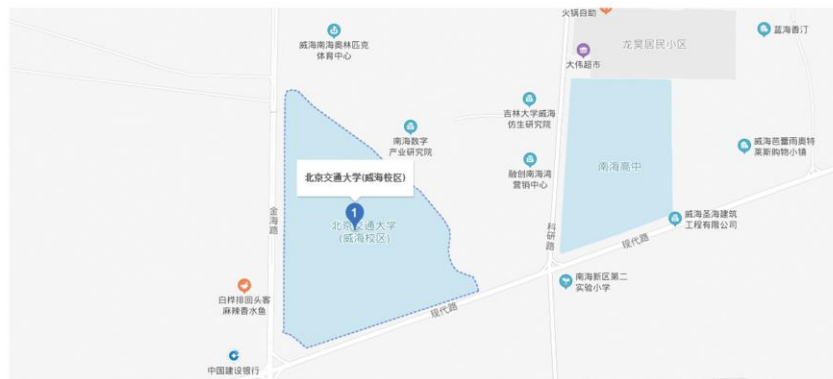 火锅自助
蓝海香汀
威海南海奥林匹克
体育中心
龙昊居民小区
大伟超市
吉林大学威海
仿生研究院
南海数字
产业研究院
威海芭蕾雨奥特
莱斯购物小镇
融创南海湾
营销中心
南海高中
北京交通大学(威海校区)
1
北京交通大学
(威海校区)
金海路
科研路
威海圣海建筑
工程有限公司
现代路
南海新区第二
实验小学
白桦排回头客
麻辣香水鱼
现代路
中国建设银行